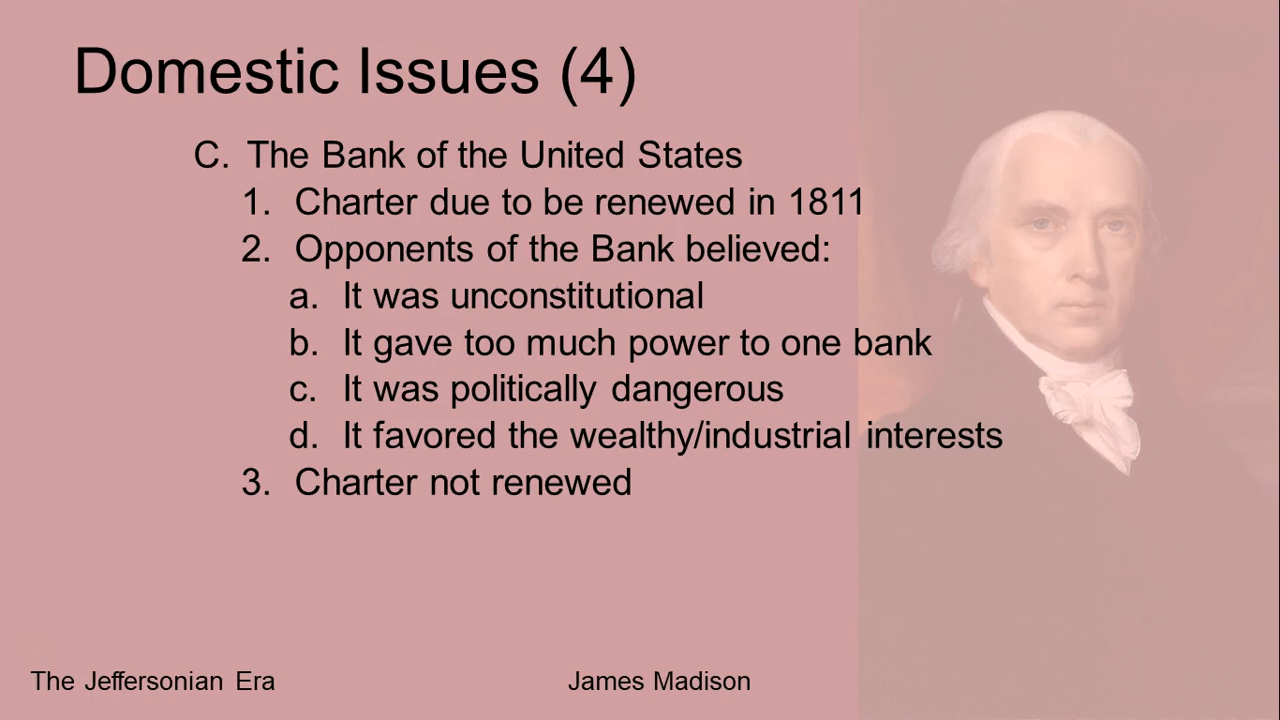 Domestic Issues (4)
C. The Bank of the United States
1. Charter due to be renewed in 1811
2. Opponents of the Bank believed:
a. It was unconstitutional
b. It gave too much power to one bank
c. It was politically dangerous
d. It favored the wealthy/industrial interests
3. Charter not renewed
The Jeffersonian Era
James Madison